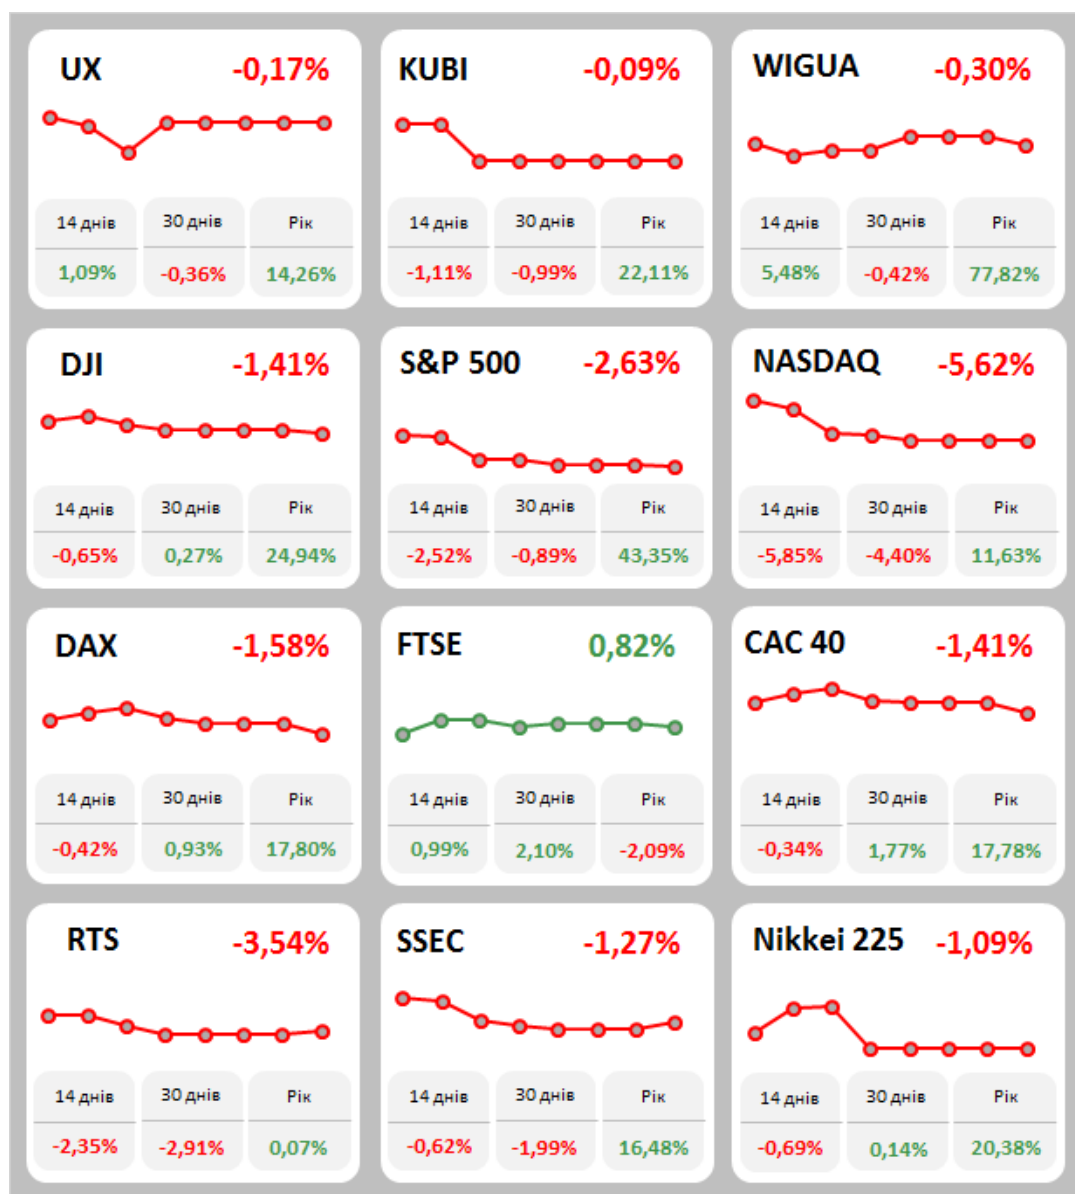 UX -0,17%
14 днів 30 днів Рік
1,09% -0,36% 14,26%
KUBI -0,09%
14 днів 30 днів Рік
-1,11% -0,99% 22,11%
WIGUA -0,30%
14 днів 30 днів Рік
5,48% -0,42% 77,82%
DJI -1,41%
14 днів 30 днів Рік
-0,65% 0,27% 24,94%
S&P 500 -2,63%
14 днів 30 днів Рік
-2,52% -0,89% 43,35%
NASDAQ -5,62%
14 днів 30 днів Рік
-5,85% -4,40% 11,63%
DAX -1,58%
14 днів 30 днів Рік
-0,42% 0,93% 17,80%
FTSE 0,82%
14 днів 30 днів Рік
0,99% 2,10% -2,09%
CAC 40 -1,41%
14 днів 30 днів Рік
-0,34% 1,77% 17,78%
RTS -3,54%
14 днів 30 днів Рік
-2,35% -2,91% 0,07%
SSEC -1,27%
14 днів 30 днів Рік
-0,62% -1,99% 16,48%
Nikkei 225 -1,09%
14 днів 30 днів Рік
-0,69% 0,14% 20,38%